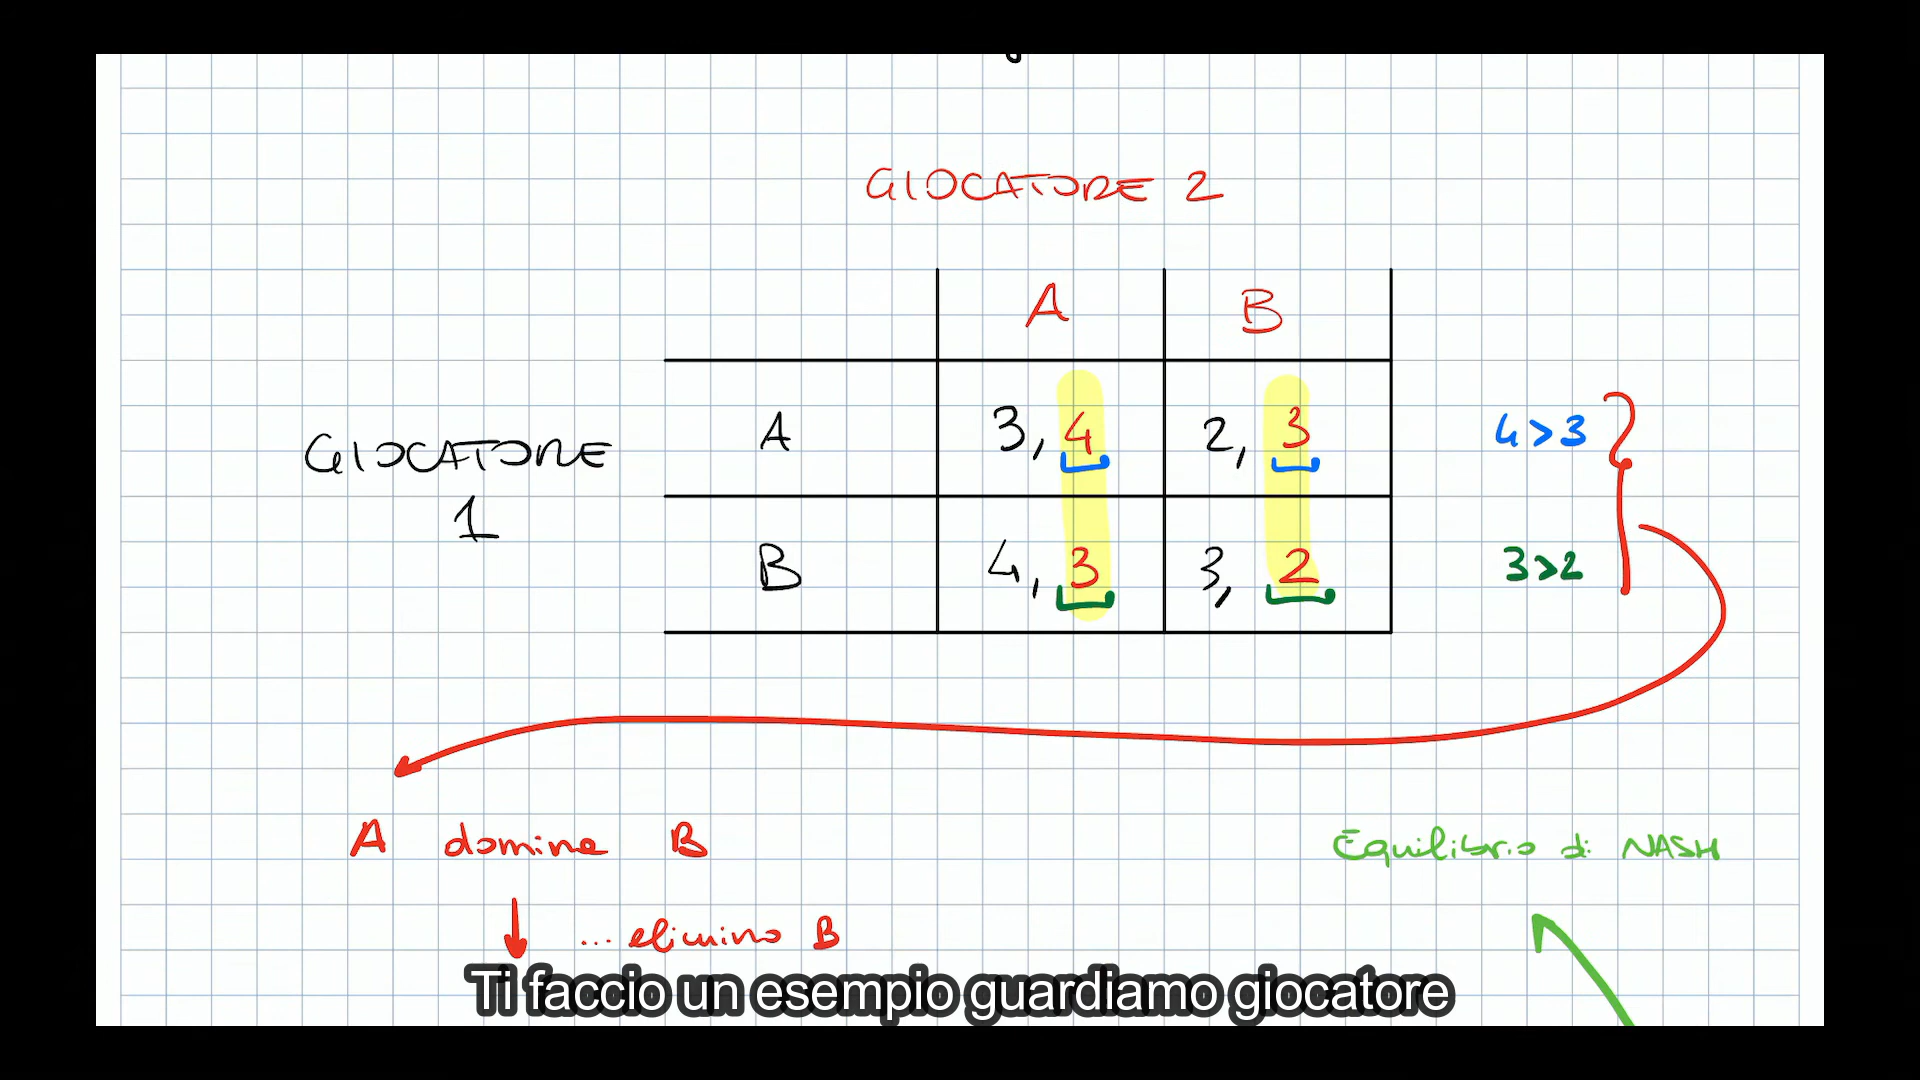 GIOCATORE 2
A B
A 3, 4 2, 3 4>3
GIOCATORE 1
B 4, 3 3, 2 3>2
A domina B
Equilibrio di NASH
... elimino B
Ti faccio un esempio guardiamo giocatore